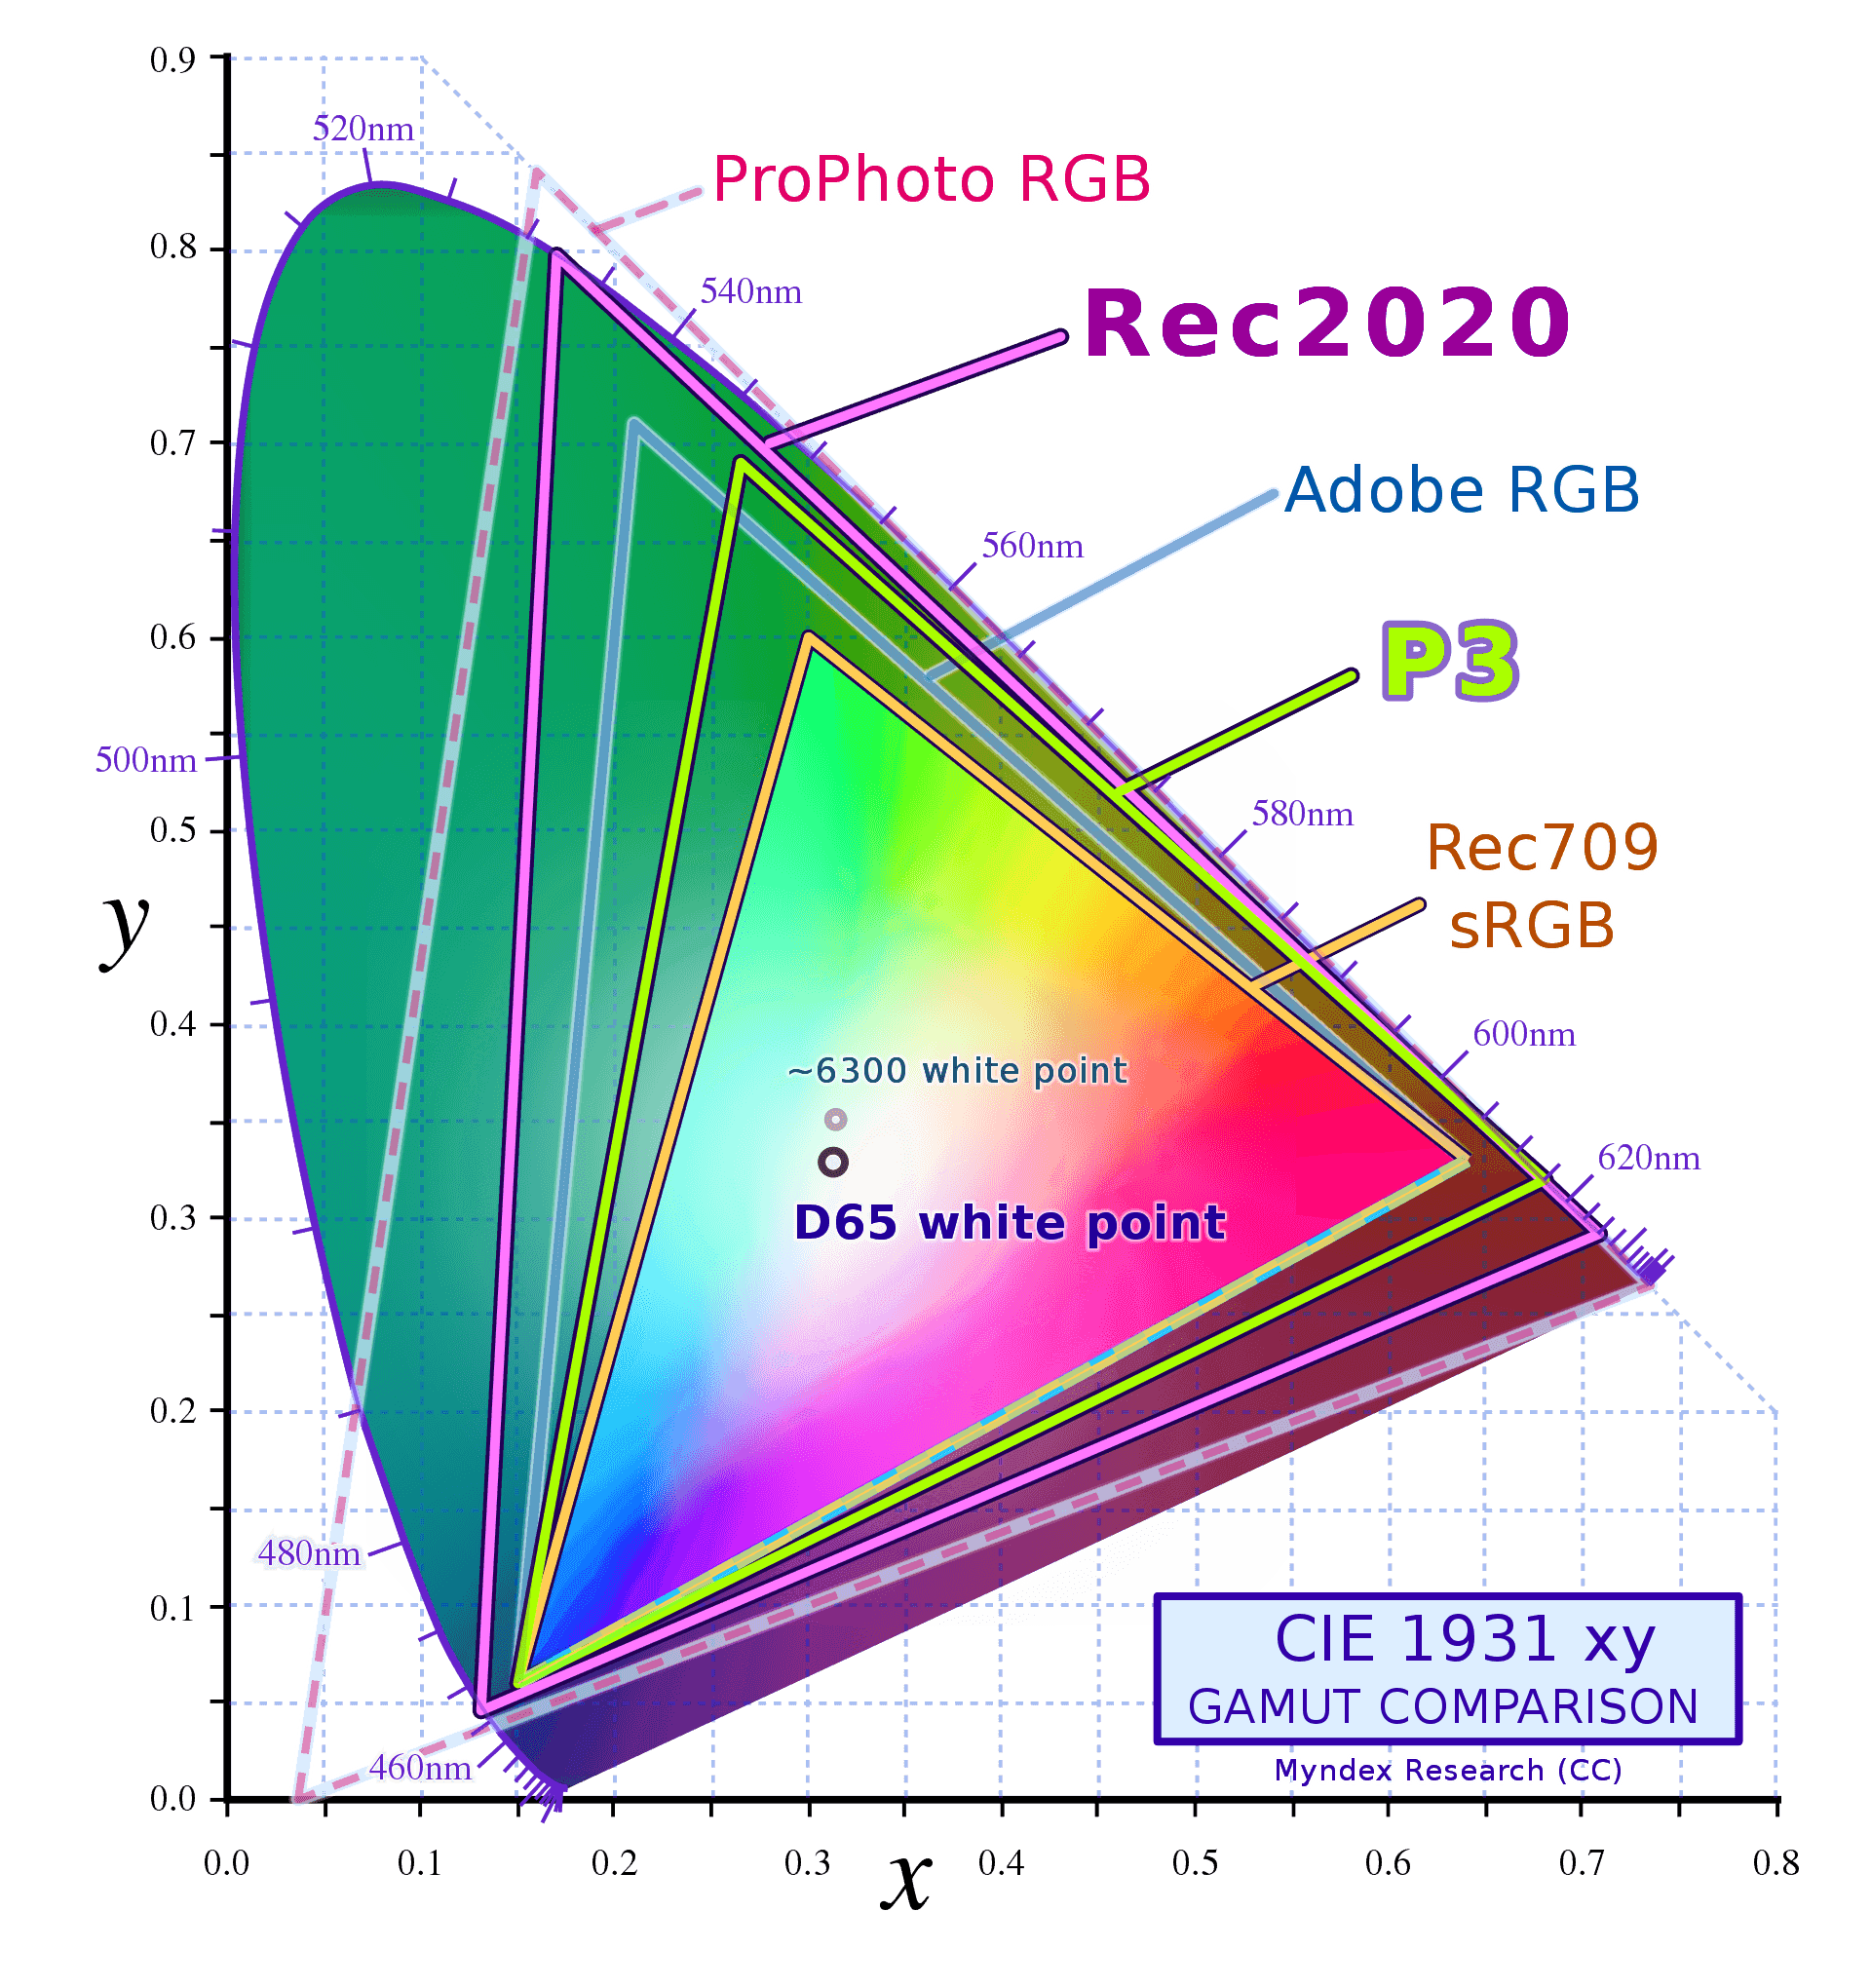 0.9
520nm
ProPhoto RGB
0.8
540nm
Rec2020
0.7
Adobe RGB
560nm
0.6
P3
500nm
580nm
0.5
Rec709
sRGB
y
0.4
600nm
~6300 white point
620nm
0.3
D65 white point
0.2
480nm
0.1
CIE 1931 xy
GAMUT COMPARISON
460nm
Myndex Research (CC)
0.0
0.0 0.1 0.2 0.3 0.4 0.5 0.6 0.7 0.8
x